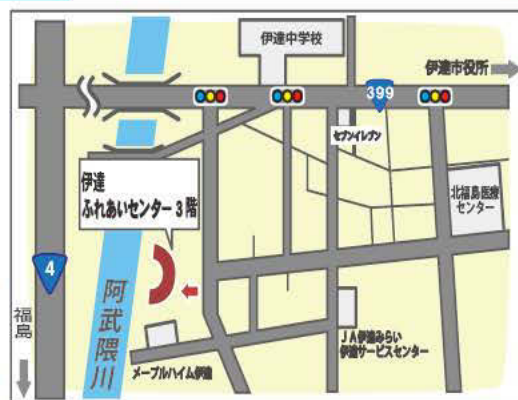 伊達中学校
伊達市役所
399
セブンイレブン
伊達
ふれあいセンター3階
北福島医療
センター
4
阿武隈川
福島
JA伊達みらい
伊達サービスセンター
メープルハイム伊達